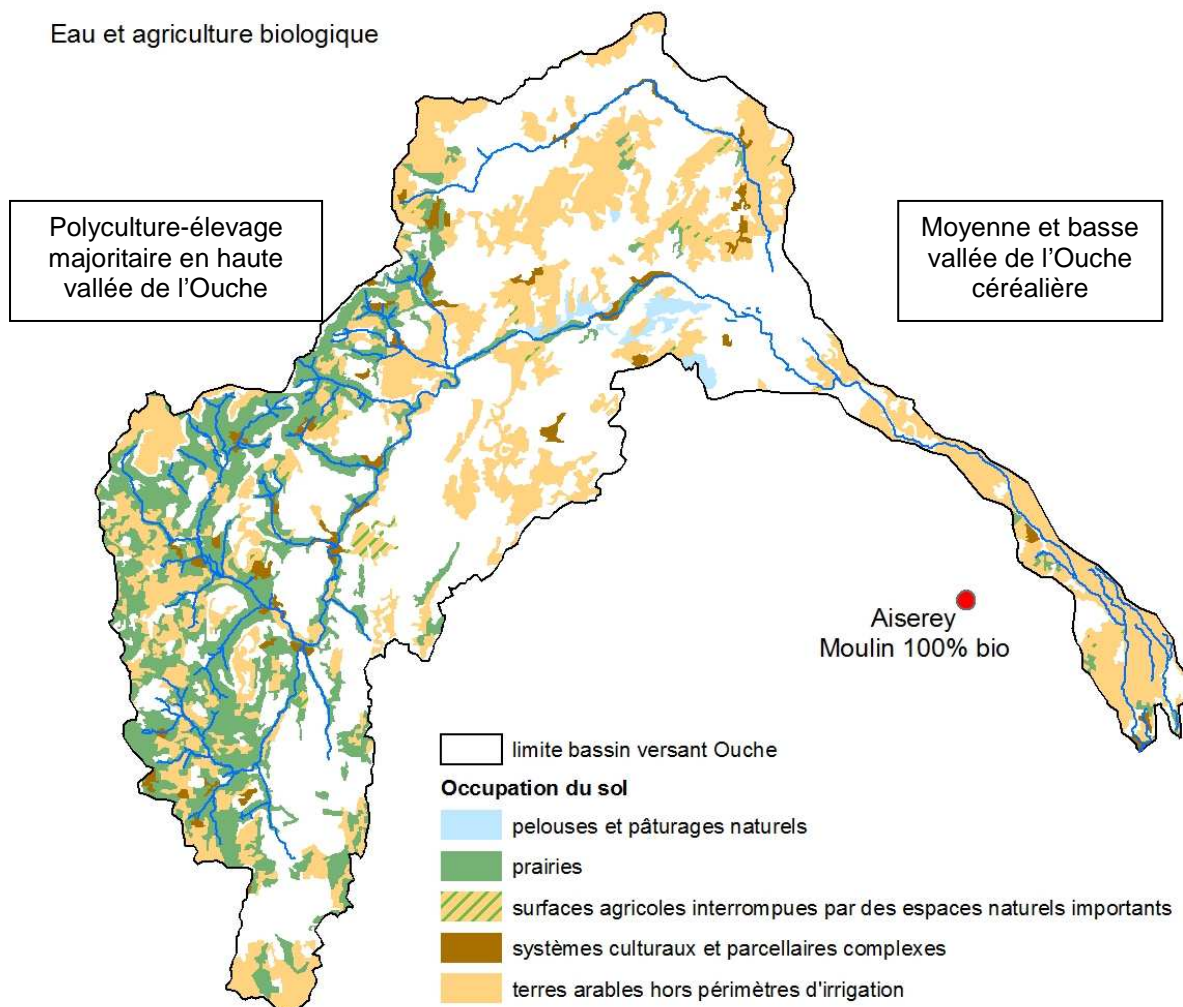 Eau et agriculture biologique
Polyculture-élevage
majoritaire en haute
vallée de l’Ouche
Moyenne et basse
vallée de l’Ouche
céréalière
Aiserey
Moulin 100% bio
limite bassin versant Ouche
Occupation du sol
pelouses et pâturages naturels
prairies
surfaces agricoles interrompues par des espaces naturels importants
systèmes culturaux et parcellaires complexes
terres arables hors périmètres d'irrigation